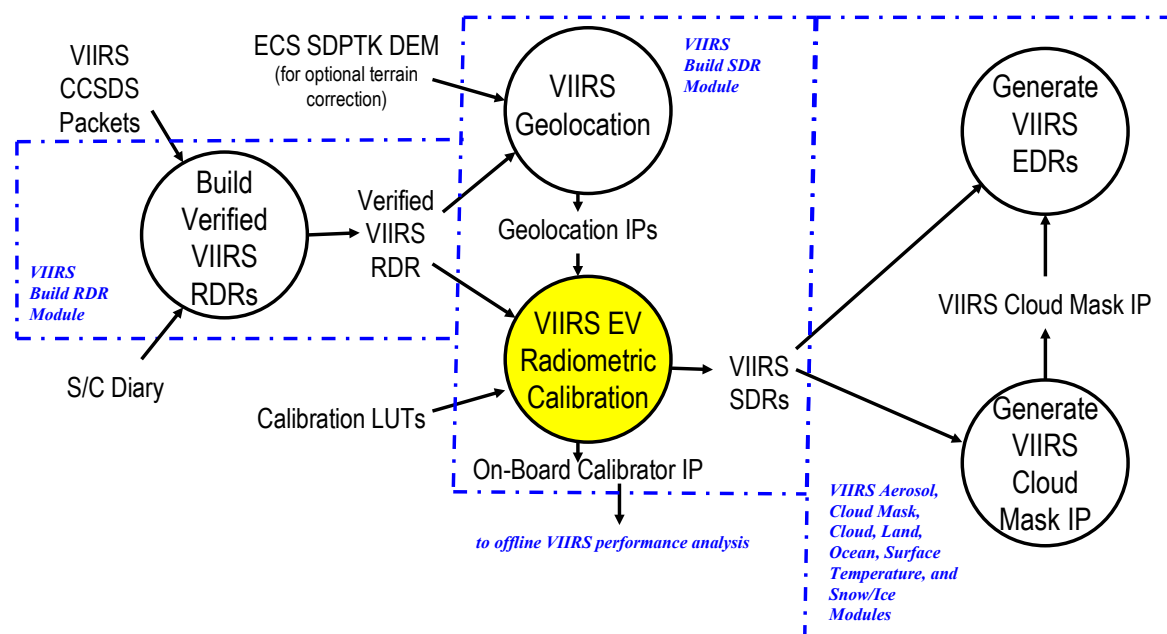 VIIRS
CCSDS
Packets
ECS SDPTK DEM
(for optional terrain
correction)
VIIRS
Geolocation
VIIRS
Build SDR
Module
Generate
VIIRS
EDRs
Build
Verified
VIIRS
RDRs
Verified
VIIRS
RDR
Geolocation IPs
VIIRS
Build RDR
Module
VIIRS EV
Radiometric
Calibration
VIIRS Cloud Mask IP
S/C Diary
Calibration LUTs
VIIRS
SDRs
Generate
VIIRS
Cloud
Mask IP
On-Board Calibrator IP
to offline VIIRS performance analysis
VIIRS Aerosol,
Cloud Mask,
Cloud, Land,
Ocean, Surface
Temperature, and
Snow/Ice
Modules